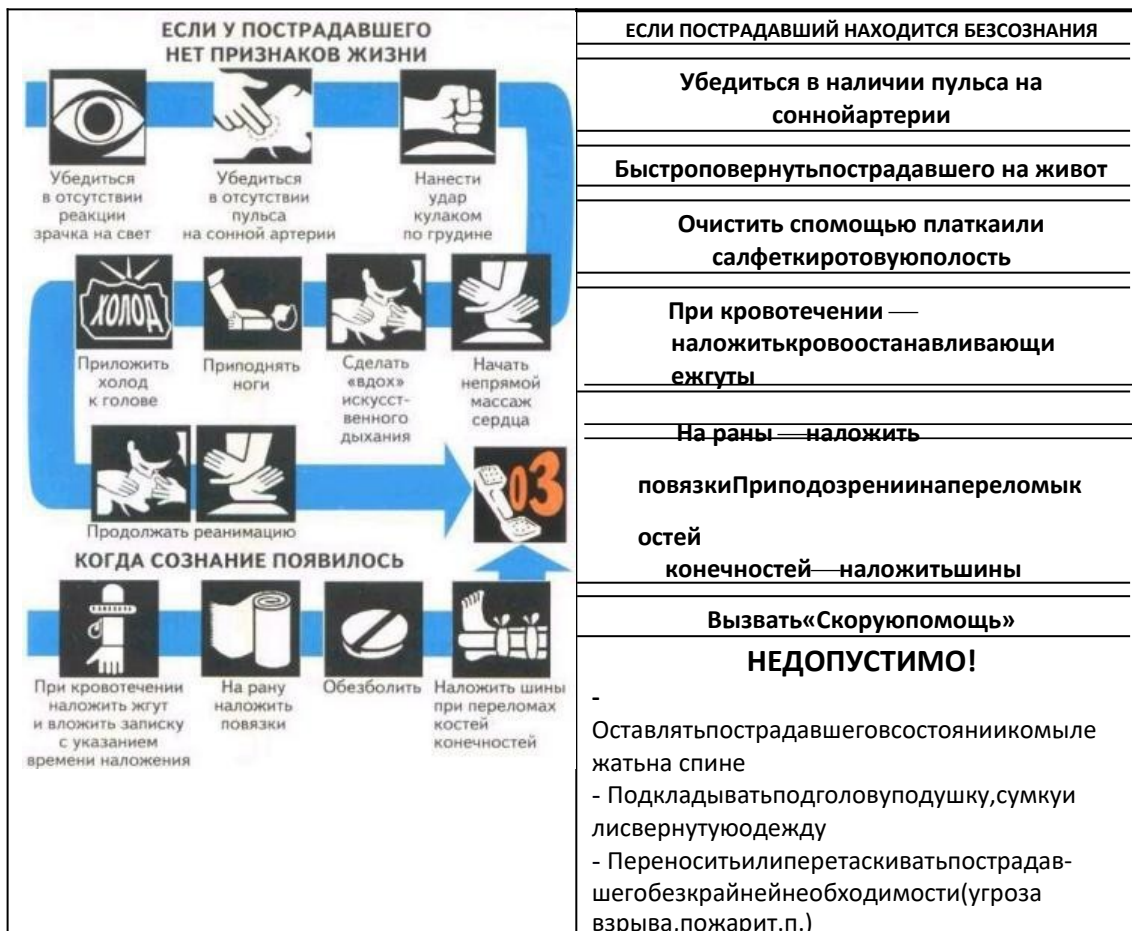 ЕСЛИ У ПОСТРАДАВШЕГО
НЕТ ПРИЗНАКОВ ЖИЗНИ
Убедиться
в отсутствии
реакции
зрачка на свет
Убедиться
в отсутствии
пульса
на сонной артерии
Нанести
удар
кулаком
по грудине
ХОЛОД
Приложить
холод
к голове
Приподнять
ноги
Сделать
«вдох»
искусст-
венного
дыхания
Начать
непрямой
массаж
сердца
03
Продолжать реанимацию
КОГДА СОЗНАНИЕ ПОЯВИЛОСЬ
При кровотечении
наложить жгут
и вложить записку
с указанием
времени наложения
На рану
наложить
повязки
Обезболить
Наложить шины
при переломах
костей
конечностей
ЕСЛИ ПОСТРАДАВШИЙ НАХОДИТСЯ БЕЗСОЗНАНИЯ
Убедиться в наличии пульса на
соннойартерии
Быстроповернутьпострадавшего на живот
Очистить спомощью платкаили
салфеткиротовуюполость
При кровотечении —
наложитькровоостанавливающи
ежгуты
На раны — наложить
повязкиПриподозрениинапереломык
остей
конечностей—наложитьшины
Вызвать«Скоруюпомощь»
НЕДОПУСТИМО!
-
Оставлятьпострадавшеговсостояниикомыле
жатьна спине
- Подкладыватьподголовуподушку,сумкуи
лисвернутуюодежду
- Переноситьилиперетаскиватьпострадав-
шегобезкрайнейнеобходимости(угроза
взрыва,пожарит.п.)